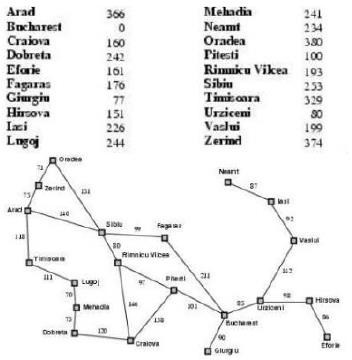 Arad 366 Mehadia 241
Bucharest 0 Neamt 234
Craiova 160 Oradea 380
Dobreta 242 Pitesti 100
Eforie 161 Rimnicu Vilcea 193
Fagaras 176 Sibiu 253
Giurgiu 77 Timisoara 329
Hirsova 151 Urziceni 80
Iasi 226 Vaslui 199
Lugoj 244 Zerind 374
Oradea
71
Neamt
Zerind
87
75
151
Iasi
Arad
140
92
Sibiu
99
Fagaras
118
Vaslui
80
Timisoara
Rimnicu Vilcea
111
Lugoj
97
Pitesti
211
142
70
Mehadia
146
101
85
98
Hirsova
Urziceni
75
138
Bucharest
86
Dobreta
120
90
Craiova
Giurgiu
Eforie